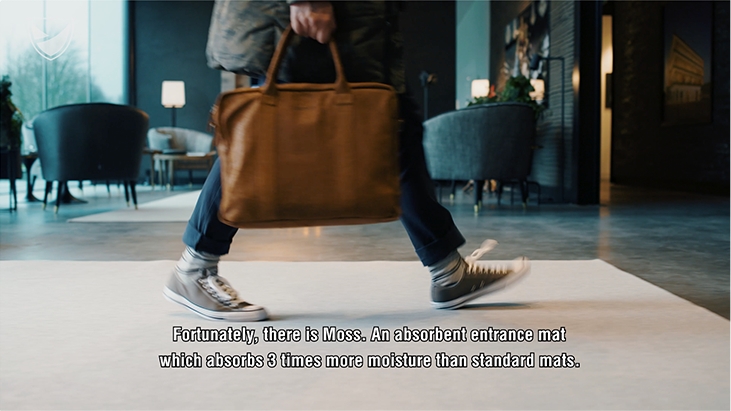 Fortunately, there is Moss. An absorbent entrance mat
which absorbs 3 times more moisture than standard mats.